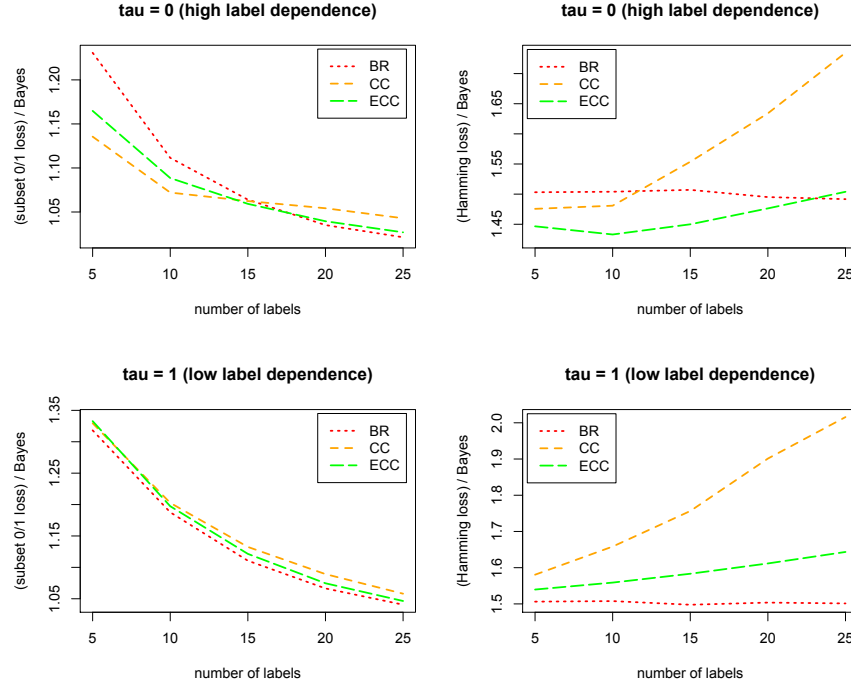 tau = 0 (high label dependence)
(subset 0/1 loss) / Bayes
1.05 1.10 1.15 1.20
BR
CC
ECC
5 10 15 20 25
number of labels
tau = 0 (high label dependence)
(Hamming loss) / Bayes
1.45 1.55 1.65
BR
CC
ECC
5 10 15 20 25
number of labels
tau = 1 (low label dependence)
(subset 0/1 loss) / Bayes
1.05 1.15 1.25 1.35
BR
CC
ECC
5 10 15 20 25
number of labels
tau = 1 (low label dependence)
(Hamming loss) / Bayes
1.5 1.6 1.7 1.8 1.9 2.0
BR
CC
ECC
5 10 15 20 25
number of labels